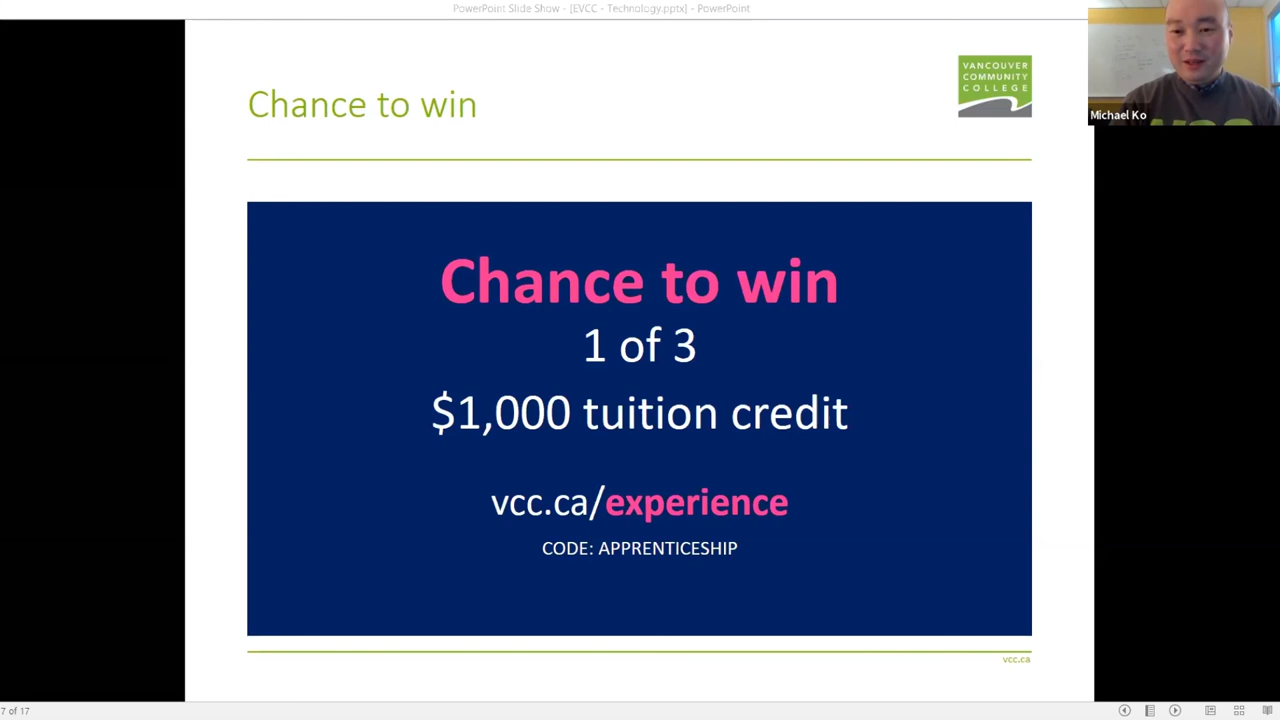 PowerPoint Slide Show - [EVCC - Technology.pptx] - PowerPoint
Chance to win
VANCOUVER
COMMUNITY
COLLEGE
Michael Ko
Chance to win
1 of 3
$1,000 tuition credit
vcc.ca/experience
CODE: APPRENTICESHIP
vcc.ca
7 of 17